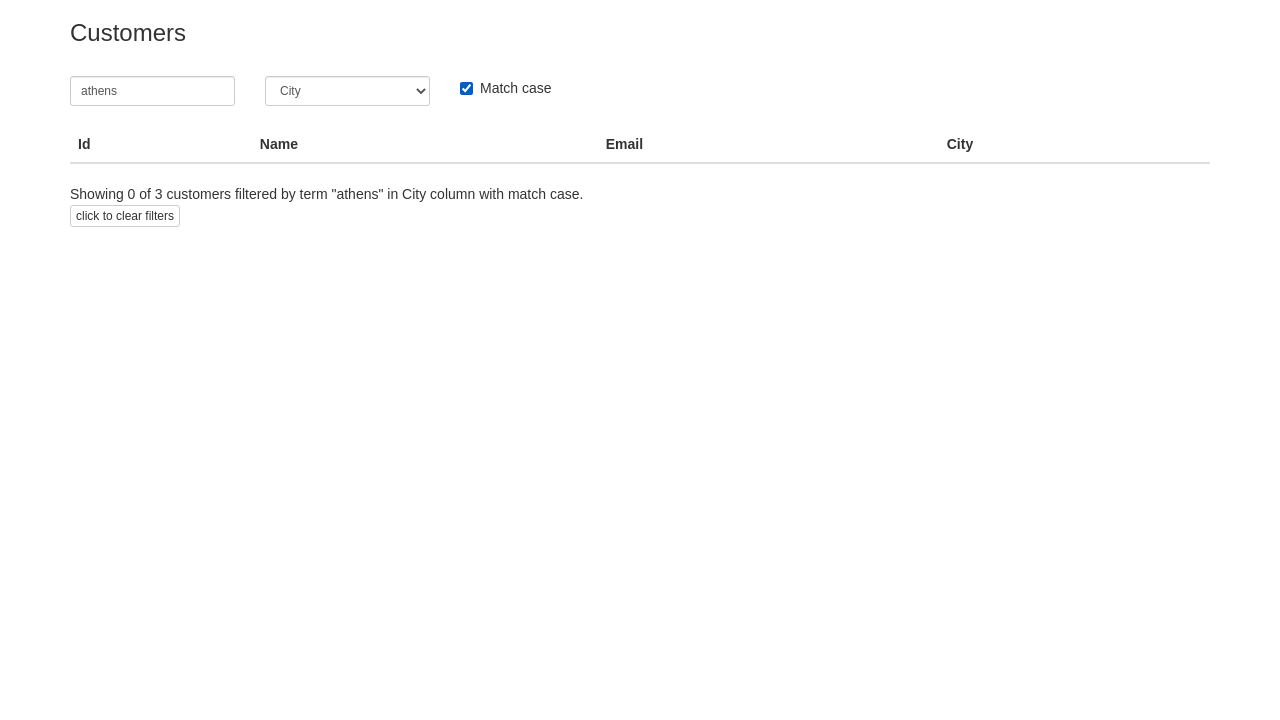 Customers
athens City Match case
Id Name Email City
Showing 0 of 3 customers filtered by term "athens" in City column with match case.
click to clear filters